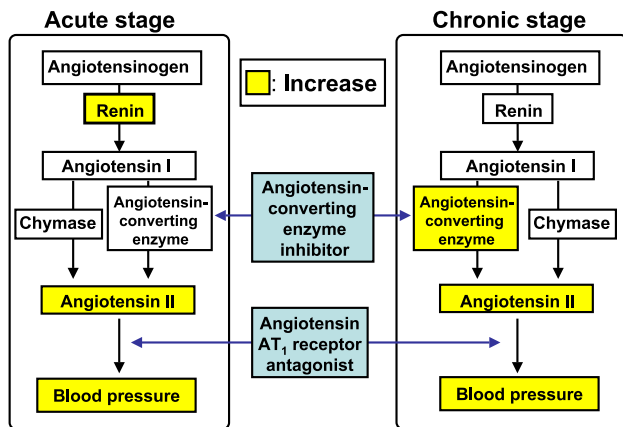 Acute stage
Angiotensinogen
Renin
Angiotensin I
Chymase
Angiotensin-
converting
enzyme
Angiotensin II
Blood pressure
: Increase
Angiotensin-
converting
enzyme
inhibitor
Angiotensin
AT₁ receptor
antagonist
Chronic stage
Angiotensinogen
Renin
Angiotensin I
Angiotensin-
converting
enzyme
Chymase
Angiotensin II
Blood pressure